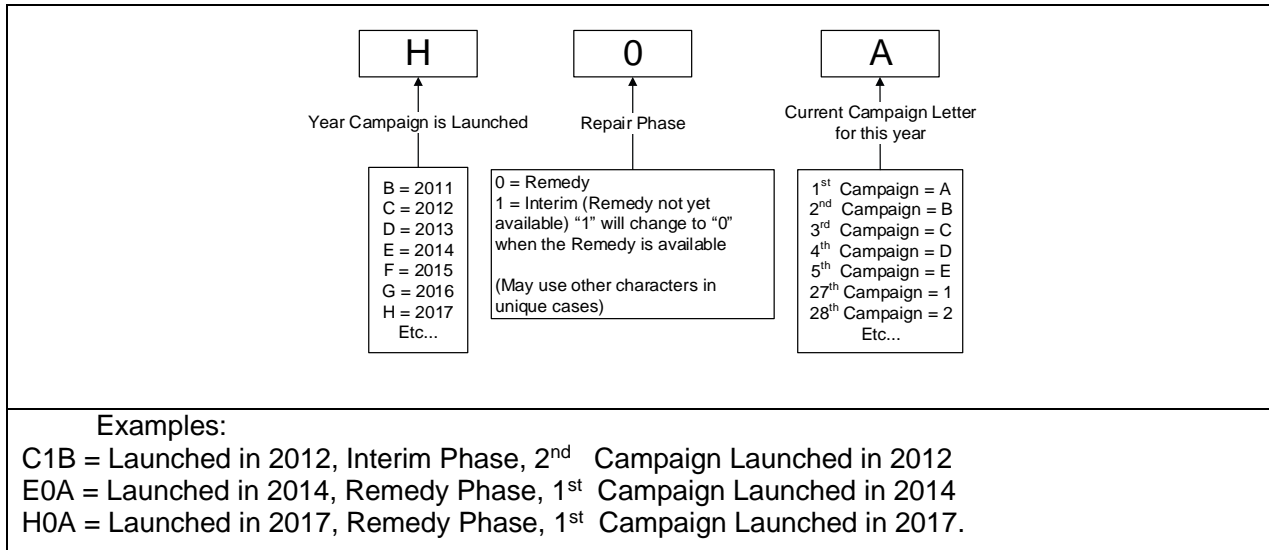 H
0
A
Year Campaign is Launched
Repair Phase
Current Campaign Letter
for this year
B = 2011
C = 2012
D = 2013
E = 2014
F = 2015
G = 2016
H = 2017
Etc...
0 = Remedy
1 = Interim (Remedy not yet
available) “1” will change to “0”
when the Remedy is available
(May use other characters in
unique cases)
1st Campaign = A
2nd Campaign = B
3rd Campaign = C
4th Campaign = D
5th Campaign = E
27th Campaign = 1
28th Campaign = 2
Etc...
Examples:
C1B = Launched in 2012, Interim Phase, 2nd Campaign Launched in 2012
E0A = Launched in 2014, Remedy Phase, 1st Campaign Launched in 2014
H0A = Launched in 2017, Remedy Phase, 1st Campaign Launched in 2017.